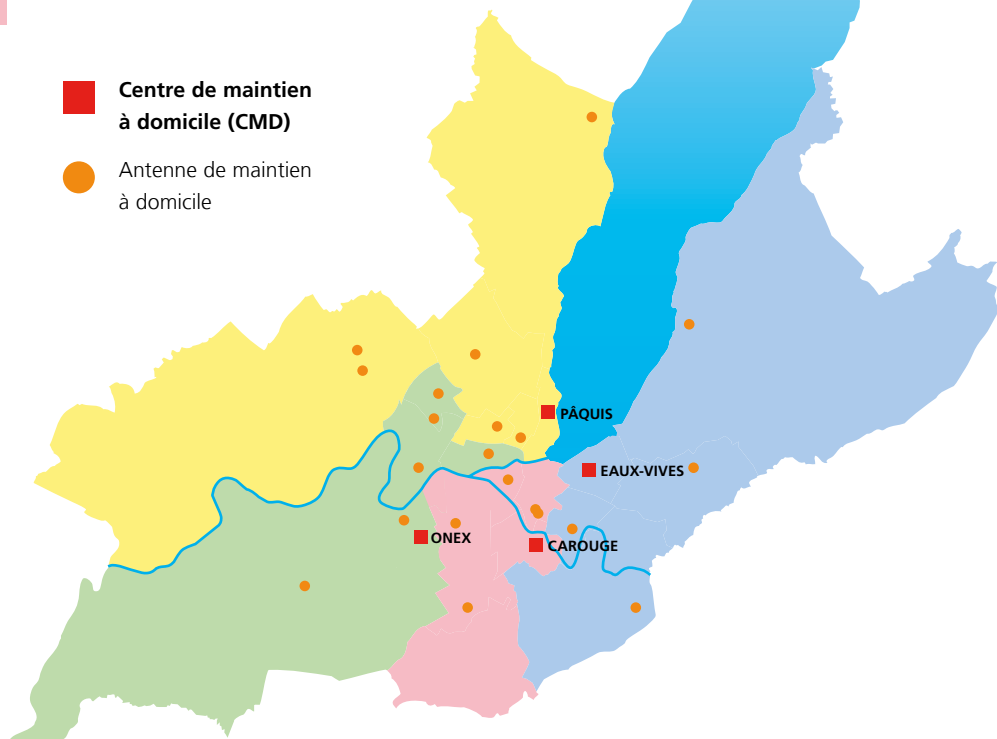 Centre de maintien
à domicile (CMD)
Antenne de maintien
à domicile
PÂQUIS
EAUX-VIVES
ONEX
CAROUGE